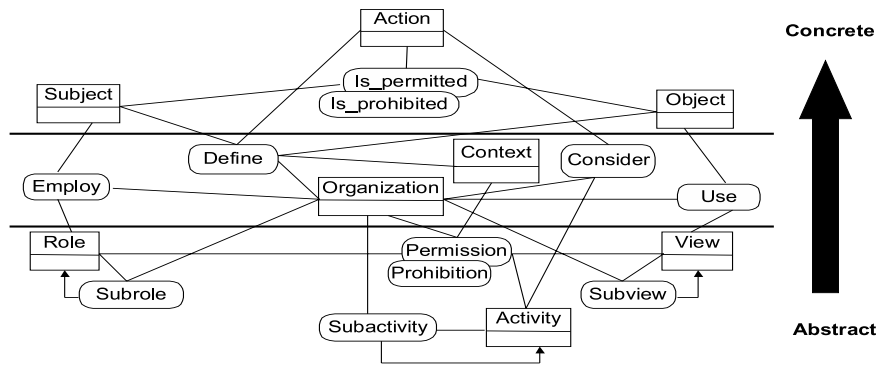 Action
Concrete
Is_permitted
Is_prohibited
Subject
Object
Define
Context
Consider
Employ
Organization
Use
Role
Permission
Prohibition
View
Subrole
Subview
Subactivity
Activity
Abstract